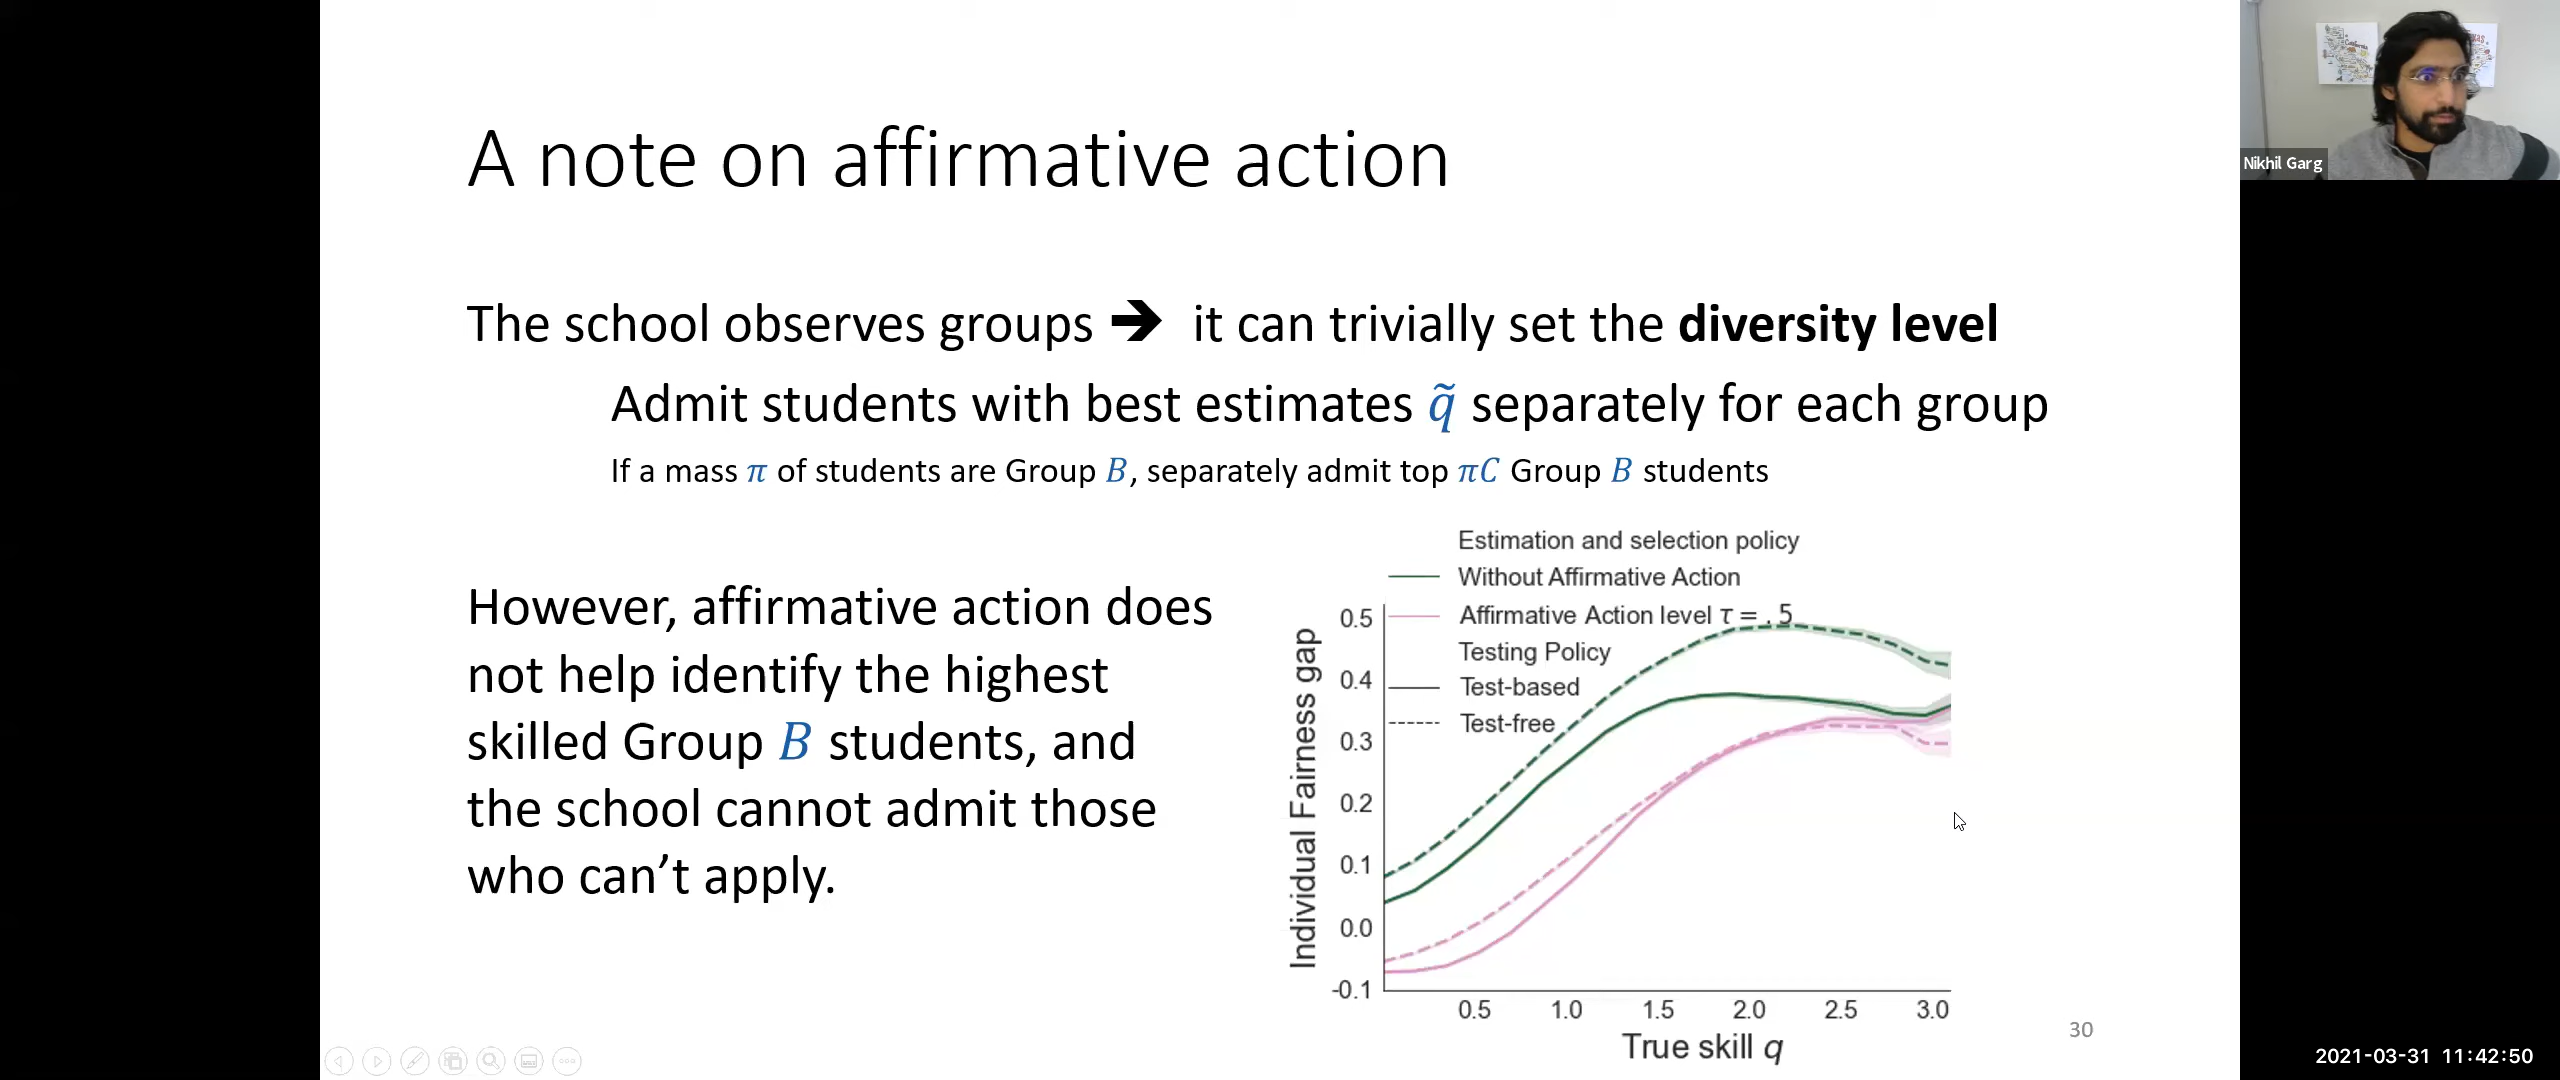 A note on affirmative action
The school observes groups ➔ it can trivially set the diversity level
Admit students with best estimates q̃ separately for each group
If a mass π of students are Group B, separately admit top πC Group B students
However, affirmative action does
not help identify the highest
skilled Group B students, and
the school cannot admit those
who can’t apply.
Estimation and selection policy
Without Affirmative Action
Affirmative Action level τ = .5
Testing Policy
Test-based
Test-free
Individual Fairness gap
0.5
0.4
0.3
0.2
0.1
0.0
-0.1
0.5 1.0 1.5 2.0 2.5 3.0
True skill q
30
Nikhil Garg
2021-03-31 11:42:50